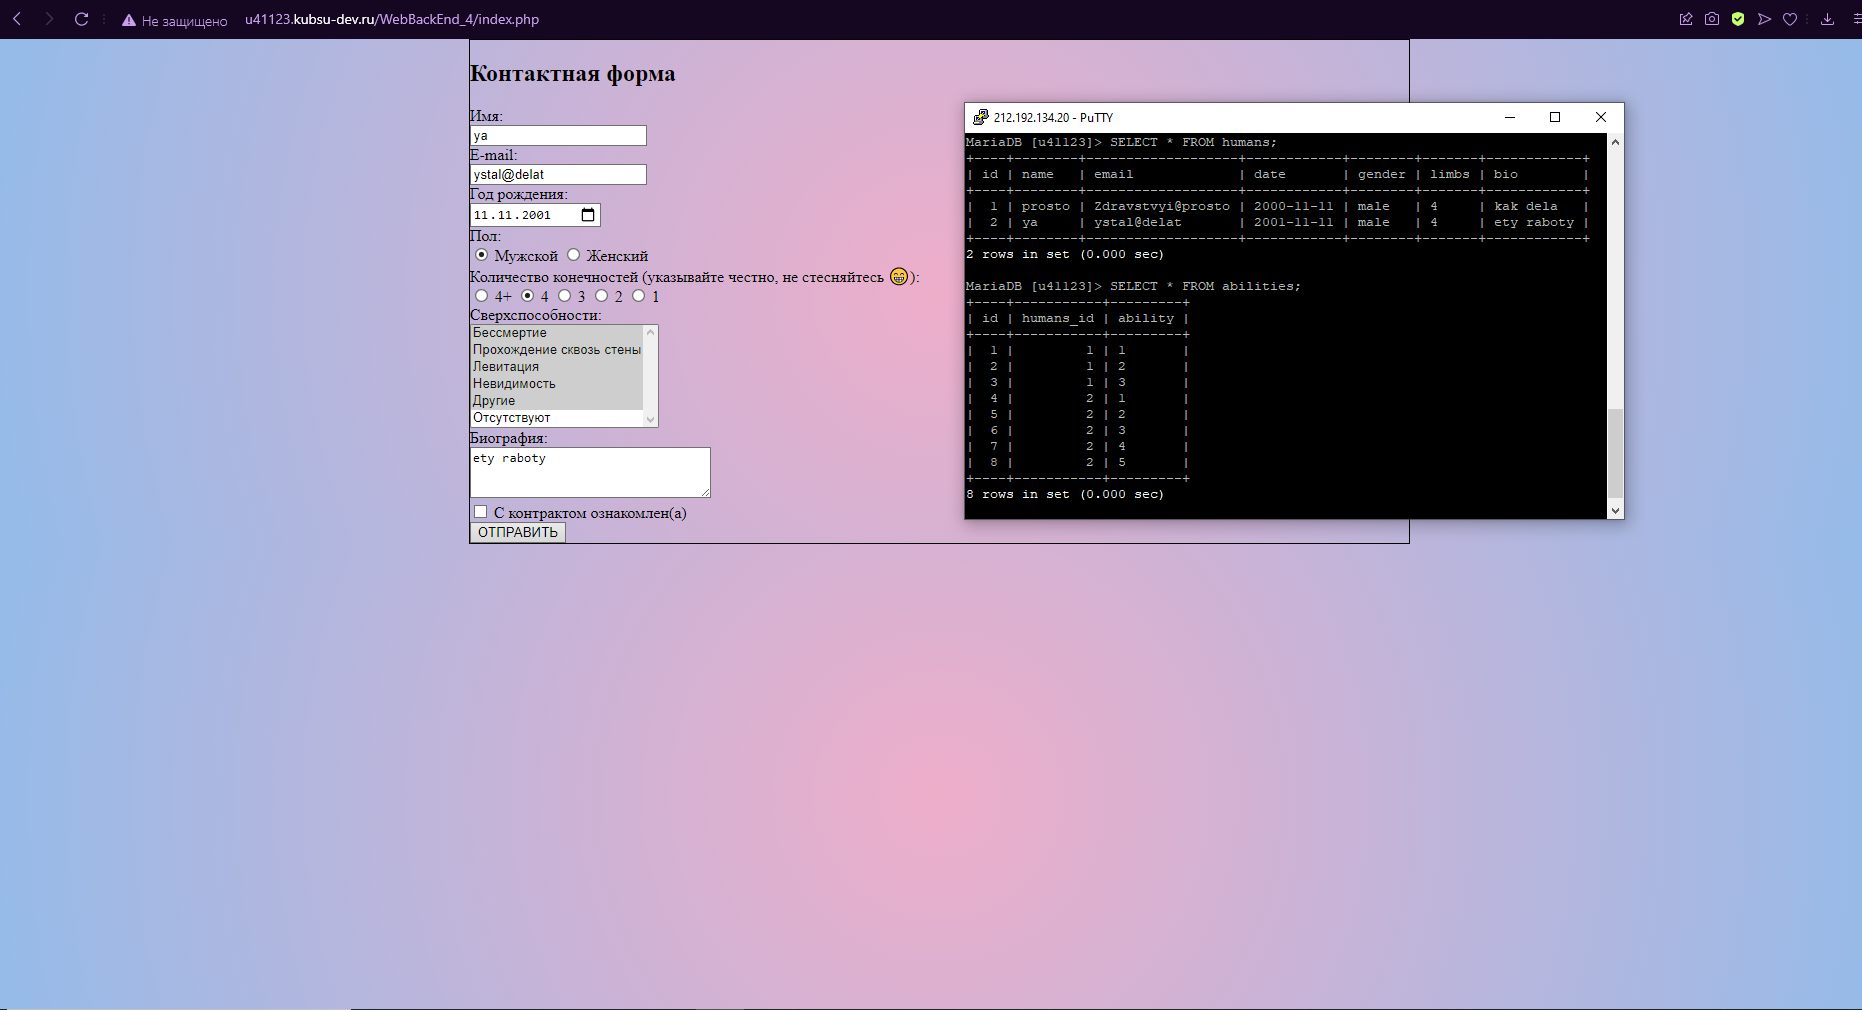 Не защищено u41123.kubsu-dev.ru/WebBackEnd_4/index.php
Контактная форма
Имя:
ya
E-mail:
ystal@delat
Год рождения:
11.11.2001
Пол:
Мужской Женский
Количество конечностей (указывайте честно, не стесняйтесь 😁):
4+ 4 3 2 1
Сверхспособности:
Бессмертие
Прохождение сквозь стены
Левитация
Невидимость
Другие
Отсутствуют
Биография:
ety raboty
С контрактом ознакомлен(а)
ОТПРАВИТЬ
212.192.134.20 - PuTTY
MariaDB [u41123]> SELECT * FROM humans;
+----+--------+-------------------+------------+--------+-------+------------+
| id | name   | email             | date       | gender | limbs | bio        |
+----+--------+-------------------+------------+--------+-------+------------+
|  1 | prosto | Zdravstvyi@prosto | 2000-11-11 | male   | 4     | kak dela   |
|  2 | ya     | ystal@delat       | 2001-11-11 | male   | 4     | ety raboty |
+----+--------+-------------------+------------+--------+-------+------------+
2 rows in set (0.000 sec)
MariaDB [u41123]> SELECT * FROM abilities;
+----+-----------+---------+
| id | humans_id | ability |
+----+-----------+---------+
|  1 |         1 | 1       |
|  2 |         1 | 2       |
|  3 |         1 | 3       |
|  4 |         2 | 1       |
|  5 |         2 | 2       |
|  6 |         2 | 3       |
|  7 |         2 | 4       |
|  8 |         2 | 5       |
+----+-----------+---------+
8 rows in set (0.000 sec)